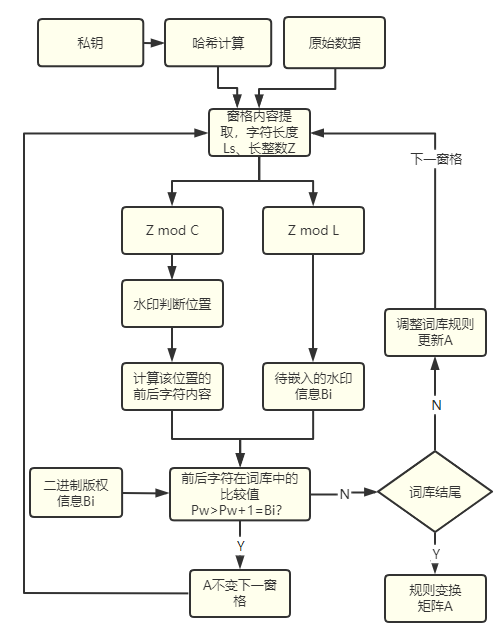 私钥
哈希计算
原始数据
窗格内容提
取，字符长度
Ls、长整数Z
下一窗格
Z mod C
Z mod L
水印判断位置
计算该位置的
前后字符内容
待嵌入的水印
信息Bi
调整词库规则
更新A
N
二进制版权
信息Bi
前后字符在词库中的
比较值
Pw>Pw+1=Bi?
N
词库结尾
Y
Y
A不变下一窗
格
规则变换
矩阵A